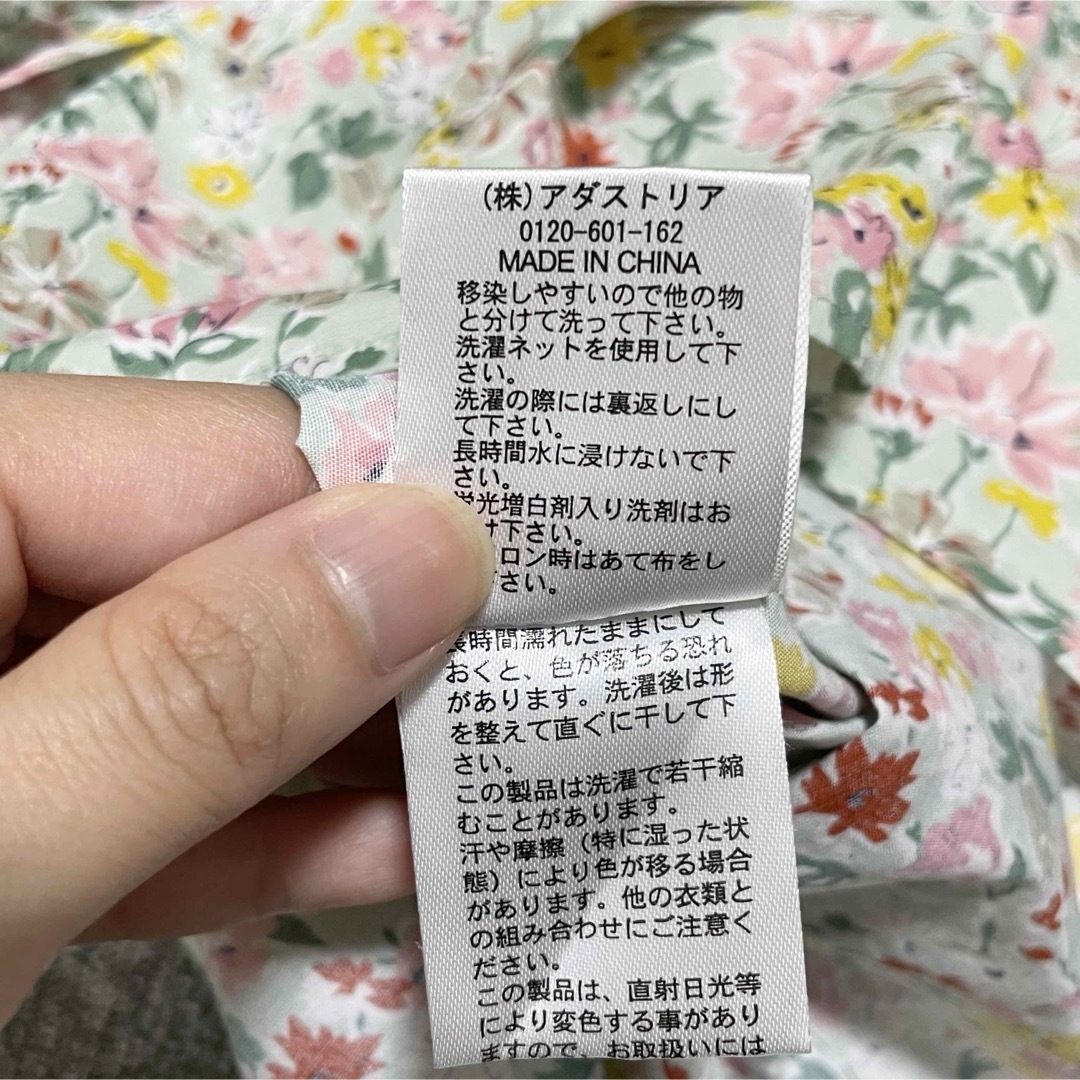 (株)アダストリア
0120-601-162
MADE IN CHINA
移染しやすいので他の物
と分けて洗って下さい。
洗濯ネットを使用して下
さい。
洗濯の際には裏返しにし
て下さい。
長時間水に浸けないで下
さい。
蛍光増白剤入り洗剤はお
け下さい。
ロン時はあて布をし
さい。
長時間濡れたままにして
おくと、色が落ちる恐れ
があります。洗濯後は形
を整えて直ぐに干して下
さい。
この製品は洗濯で若干縮
むことがあります。
汗や摩擦(特に湿った状
態)により色が移る場合
があります。他の衣類と
の組み合わせにご注意く
ださい。
この製品は、直射日光等
により変色する事があり
ますので、お取扱いには